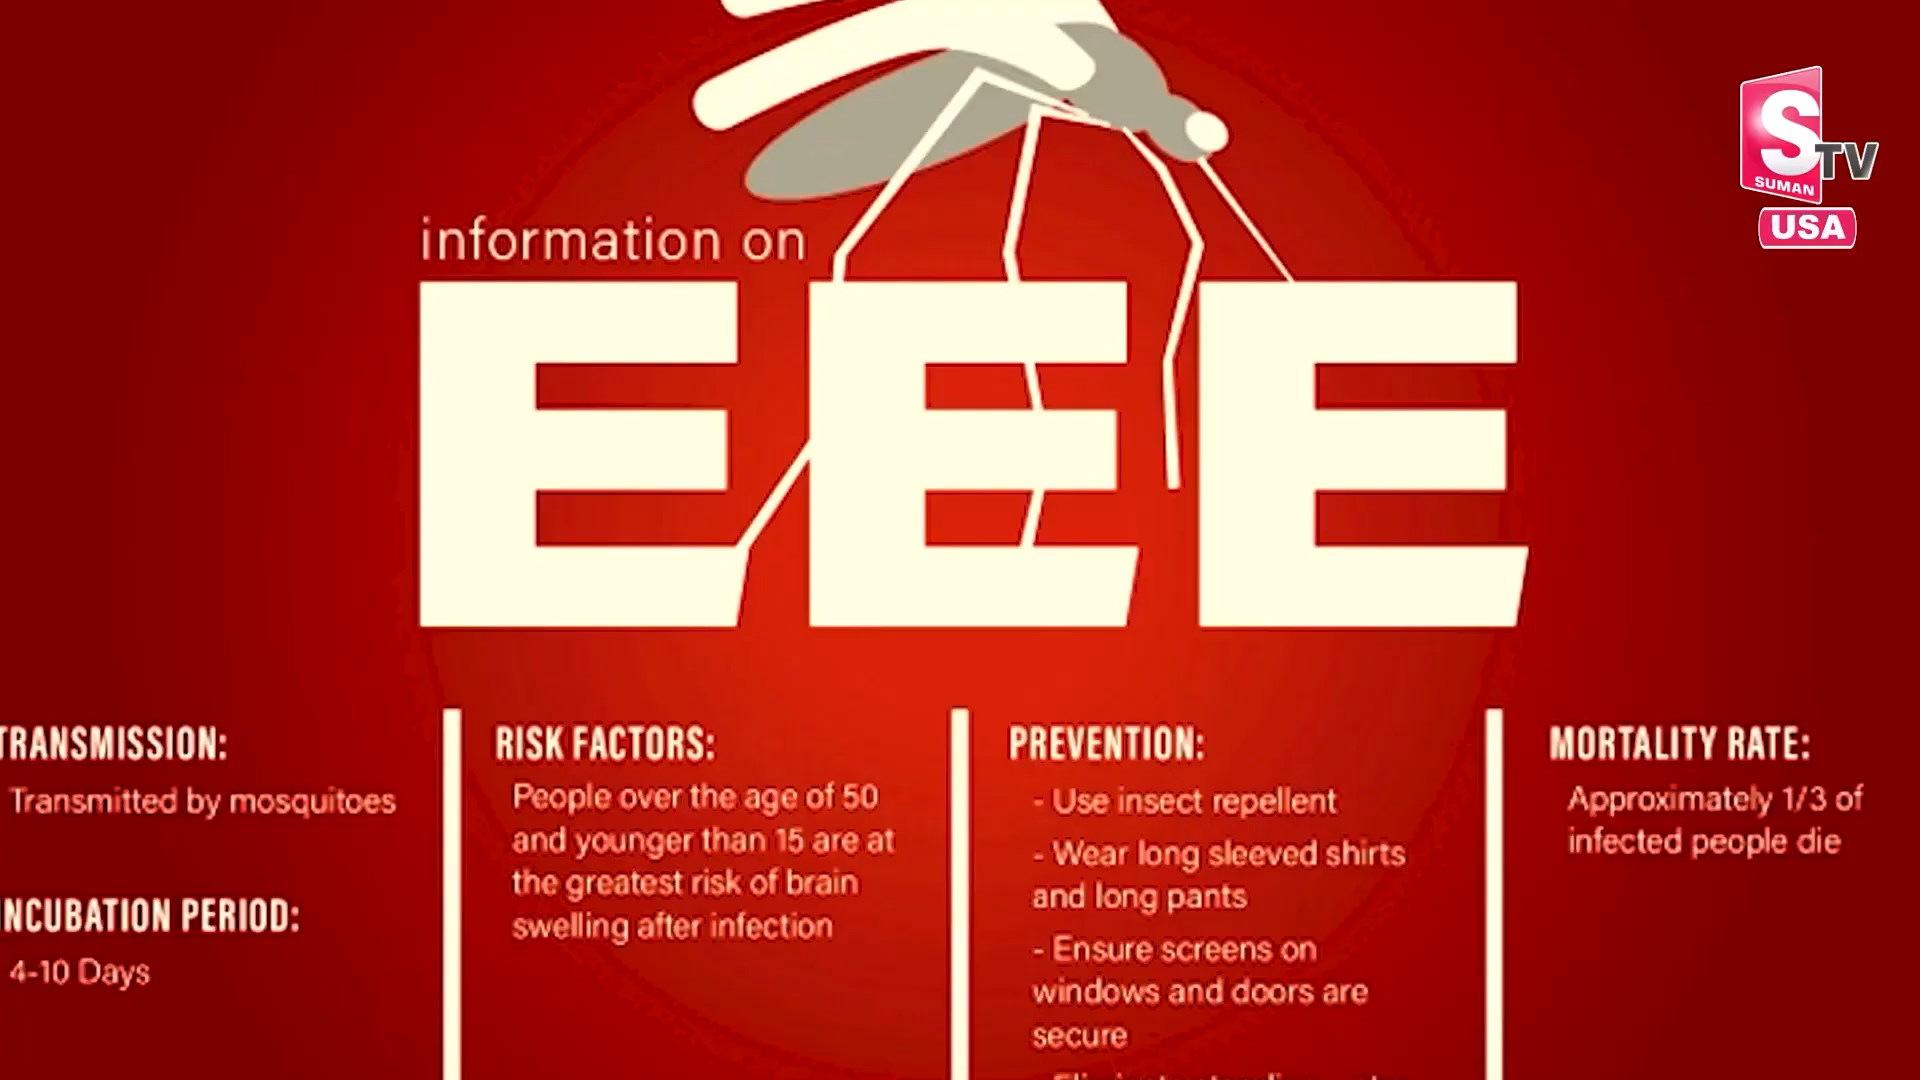 S
TV
SUMAN
USA
information on
EEE
TRANSMISSION:
Transmitted by mosquitoes
INCUBATION PERIOD:
4-10 Days
RISK FACTORS:
People over the age of 50
and younger than 15 are at
the greatest risk of brain
swelling after infection
PREVENTION:
- Use insect repellent
- Wear long sleeved shirts
and long pants
- Ensure screens on
windows and doors are
secure
MORTALITY RATE:
Approximately 1/3 of
infected people die